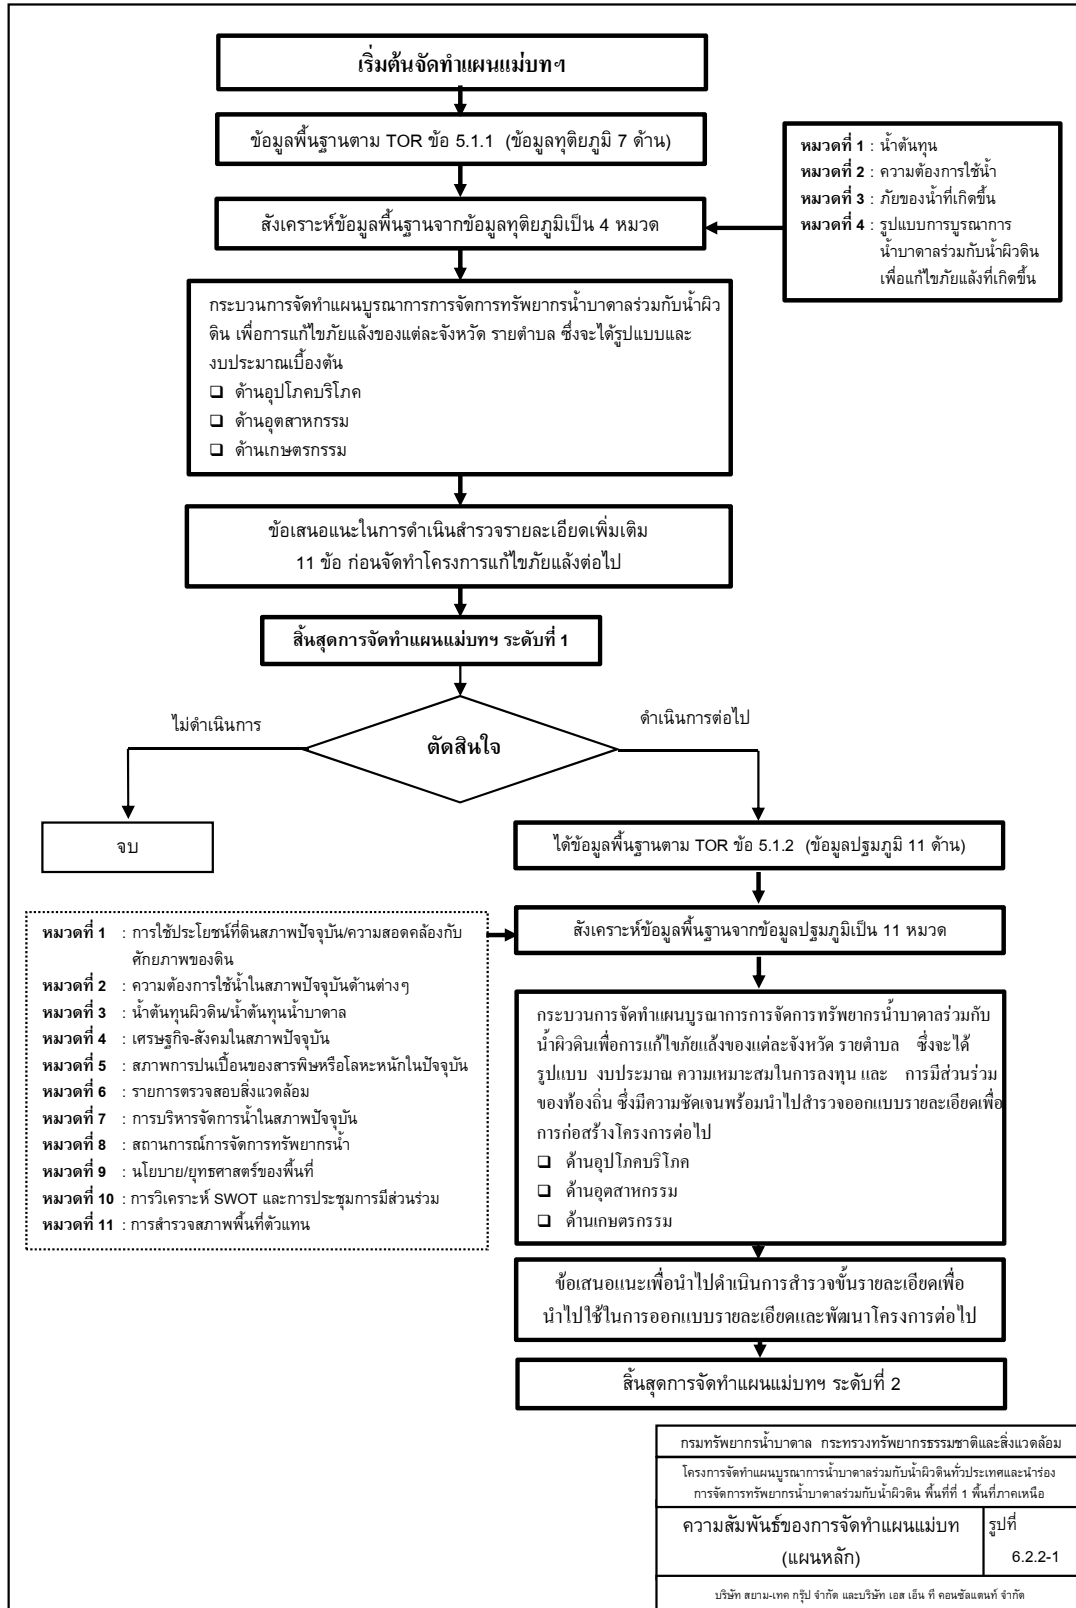 เริ่มต้นจัดทำแผนแม่บทฯ
ข้อมูลพื้นฐานตาม TOR ข้อ 5.1.1 (ข้อมูลทุติยภูมิ 7 ด้าน)
หมวดที่ 1 : น้ำต้นทุน
หมวดที่ 2 : ความต้องการใช้น้ำ
หมวดที่ 3 : ภัยของน้ำที่เกิดขึ้น
หมวดที่ 4 : รูปแบบการบูรณาการ
น้ำบาดาลร่วมกับน้ำผิวดิน
เพื่อแก้ไขภัยแล้งที่เกิดขึ้น
สังเคราะห์ข้อมูลพื้นฐานจากข้อมูลทุติยภูมิเป็น 4 หมวด
กระบวนการจัดทำแผนบูรณาการการจัดการทรัพยากรน้ำบาดาลร่วมกับน้ำผิว
ดิน เพื่อการแก้ไขภัยแล้งของแต่ละจังหวัด รายตำบล ซึ่งจะได้รูปแบบและ
งบประมาณเบื้องต้น
❑ ด้านอุปโภคบริโภค
❑ ด้านอุตสาหกรรม
❑ ด้านเกษตรกรรม
ข้อเสนอแนะในการดำเนินสำรวจรายละเอียดเพิ่มเติม
11 ข้อ ก่อนจัดทำโครงการแก้ไขภัยแล้งต่อไป
สิ้นสุดการจัดทำแผนแม่บทฯ ระดับที่ 1
ไม่ดำเนินการ
ดำเนินการต่อไป
ตัดสินใจ
จบ
ได้ข้อมูลพื้นฐานตาม TOR ข้อ 5.1.2 (ข้อมูลปฐมภูมิ 11 ด้าน)
สังเคราะห์ข้อมูลพื้นฐานจากข้อมูลปฐมภูมิเป็น 11 หมวด
หมวดที่ 1 : การใช้ประโยชน์ที่ดินสภาพปัจจุบัน/ความสอดคล้องกับ
ศักยภาพของดิน
หมวดที่ 2 : ความต้องการใช้น้ำในสภาพปัจจุบันด้านต่างๆ
หมวดที่ 3 : น้ำต้นทุนผิวดิน/น้ำต้นทุนน้ำบาดาล
หมวดที่ 4 : เศรษฐกิจ-สังคมในสภาพปัจจุบัน
หมวดที่ 5 : สภาพการปนเปื้อนของสารพิษหรือโลหะหนักในปัจจุบัน
หมวดที่ 6 : รายการตรวจสอบสิ่งแวดล้อม
หมวดที่ 7 : การบริหารจัดการน้ำในสภาพปัจจุบัน
หมวดที่ 8 : สถานการณ์การจัดการทรัพยากรน้ำ
หมวดที่ 9 : นโยบาย/ยุทธศาสตร์ของพื้นที่
หมวดที่ 10 : การวิเคราะห์ SWOT และการประชุมการมีส่วนร่วม
หมวดที่ 11 : การสำรวจสภาพพื้นที่ตัวแทน
กระบวนการจัดทำแผนบูรณาการการจัดการทรัพยากรน้ำบาดาลร่วมกับ
น้ำผิวดินเพื่อการแก้ไขภัยแล้งของแต่ละจังหวัด รายตำบล ซึ่งจะได้
รูปแบบ งบประมาณ ความเหมาะสมในการลงทุน และ การมีส่วนร่วม
ของท้องถิ่น ซึ่งมีความชัดเจนพร้อมนำไปสำรวจออกแบบรายละเอียดเพื่อ
การก่อสร้างโครงการต่อไป
❑ ด้านอุปโภคบริโภค
❑ ด้านอุตสาหกรรม
❑ ด้านเกษตรกรรม
ข้อเสนอแนะเพื่อนำไปดำเนินการสำรวจขั้นรายละเอียดเพื่อ
นำไปใช้ในการออกแบบรายละเอียดและพัฒนาโครงการต่อไป
สิ้นสุดการจัดทำแผนแม่บทฯ ระดับที่ 2
กรมทรัพยากรน้ำบาดาล กระทรวงทรัพยากรธรรมชาติและสิ่งแวดล้อม
โครงการจัดทำแผนบูรณาการน้ำบาดาลร่วมกับน้ำผิวดินทั่วประเทศและนำร่อง
การจัดการทรัพยากรน้ำบาดาลร่วมกับน้ำผิวดิน พื้นที่ที่ 1 พื้นที่ภาคเหนือ
ความสัมพันธ์ของการจัดทำแผนแม่บท
(แผนหลัก)
รูปที่
6.2.2-1
บริษัท สยาม-เทค กรุ๊ป จำกัด และบริษัท เอส เอ็น ที คอนซัลแตนท์ จำกัด